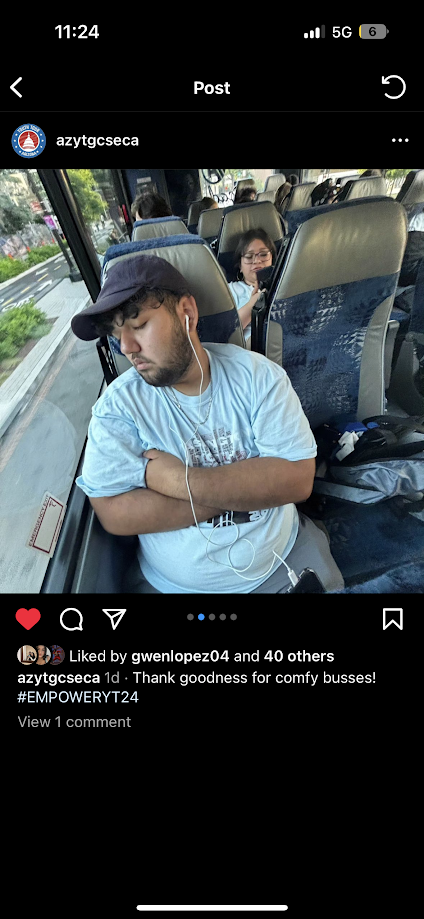 11:24
5G 6
Post
azytgcseca
Liked by gwenlopez04 and 40 others
azytgcseca 1d · Thank goodness for comfy busses!
#EMPOWERYT24
View 1 comment